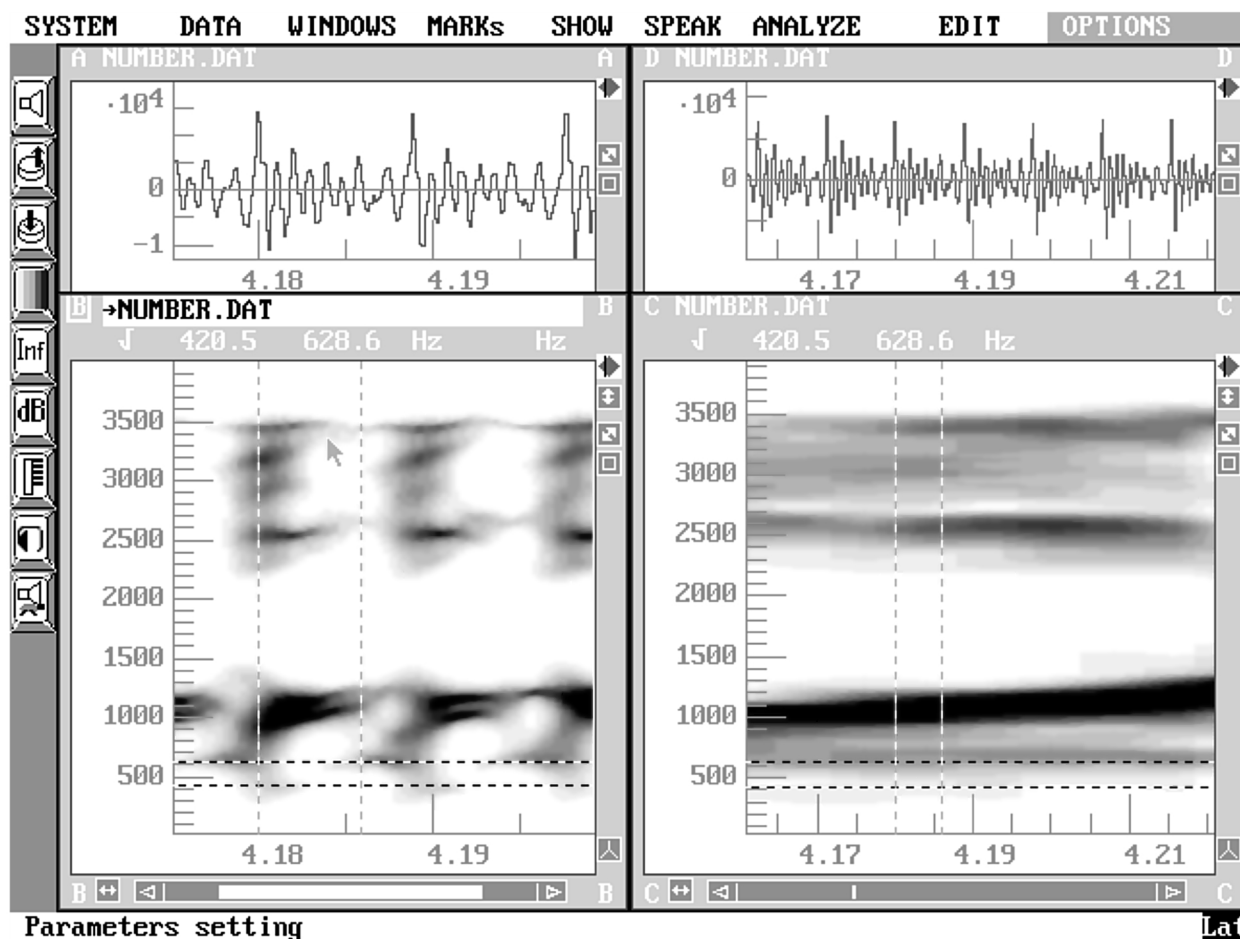 SYSTEM DATA WINDOWS MARKs SHOW SPEAK ANALYZE EDIT OPTIONS
A NUMBER.DAT A
·10⁴
0
-1
4.18 4.19
D NUMBER.DAT D
·10⁴
0
4.17 4.19 4.21
Inf
dB
B →NUMBER.DAT B
√ 420.5 628.6 Hz Hz
3500
3000
2500
2000
1500
1000
500
4.18 4.19
B B
C NUMBER.DAT C
√ 420.5 628.6 Hz
3500
3000
2500
2000
1500
1000
500
4.17 4.19 4.21
C C
Parameters setting Lat